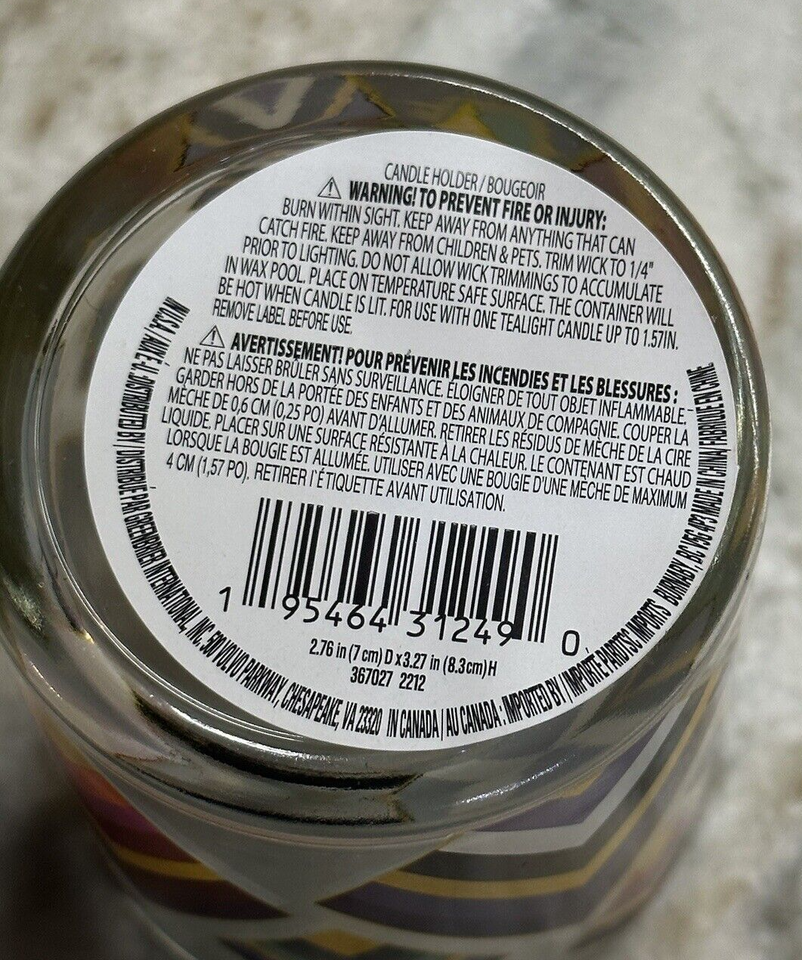 CANDLE HOLDER / BOUGEOIR
WARNING! TO PREVENT FIRE OR INJURY:
BURN WITHIN SIGHT. KEEP AWAY FROM ANYTHING THAT CAN
CATCH FIRE. KEEP AWAY FROM CHILDREN & PETS. TRIM WICK TO 1/4"
PRIOR TO LIGHTING. DO NOT ALLOW WICK TRIMMINGS TO ACCUMULATE
IN WAX POOL. PLACE ON TEMPERATURE SAFE SURFACE. THE CONTAINER WILL
BE HOT WHEN CANDLE IS LIT. FOR USE WITH ONE TEALIGHT CANDLE UP TO 1.57IN.
REMOVE LABEL BEFORE USE.
AVERTISSEMENT! POUR PRÉVENIR LES INCENDIES ET LES BLESSURES :
NE PAS LAISSER BRÛLER SANS SURVEILLANCE. ÉLOIGNER DE TOUT OBJET INFLAMMABLE.
GARDER HORS DE LA PORTÉE DES ENFANTS ET DES ANIMAUX DE COMPAGNIE. COUPER LA
MÈCHE DE 0,6 CM (0,25 PO) AVANT D'ALLUMER. RETIRER LES RÉSIDUS DE MÈCHE DE LA CIRE
LIQUIDE. PLACER SUR UNE SURFACE RÉSISTANTE À LA CHALEUR. LE CONTENANT EST CHAUD
LORSQUE LA BOUGIE EST ALLUMÉE. UTILISER AVEC UNE BOUGIE D'UNE MÈCHE DE MAXIMUM
4 CM (1,57 PO). RETIRER l'ÉTIQUETTE AVANT UTILISATION.
1 95464 31249 0
2.76 in (7 cm) D x 3.27 in (8.3 cm) H
367027 2212
IN U.S.A. | AUX É.-U. : DISTRIBUTED BY | DISTRIBUÉ PAR GREENBRIER INTERNATIONAL, INC. 500 VOLVO PARKWAY, CHESAPEAKE, VA 23320 IN CANADA | AU CANADA : IMPORTED BY | IMPORTÉ PAR DTSC IMPORTS BURNABY, BC V5G 4P3 MADE IN CHINA | FABRIQUÉ EN CHINE